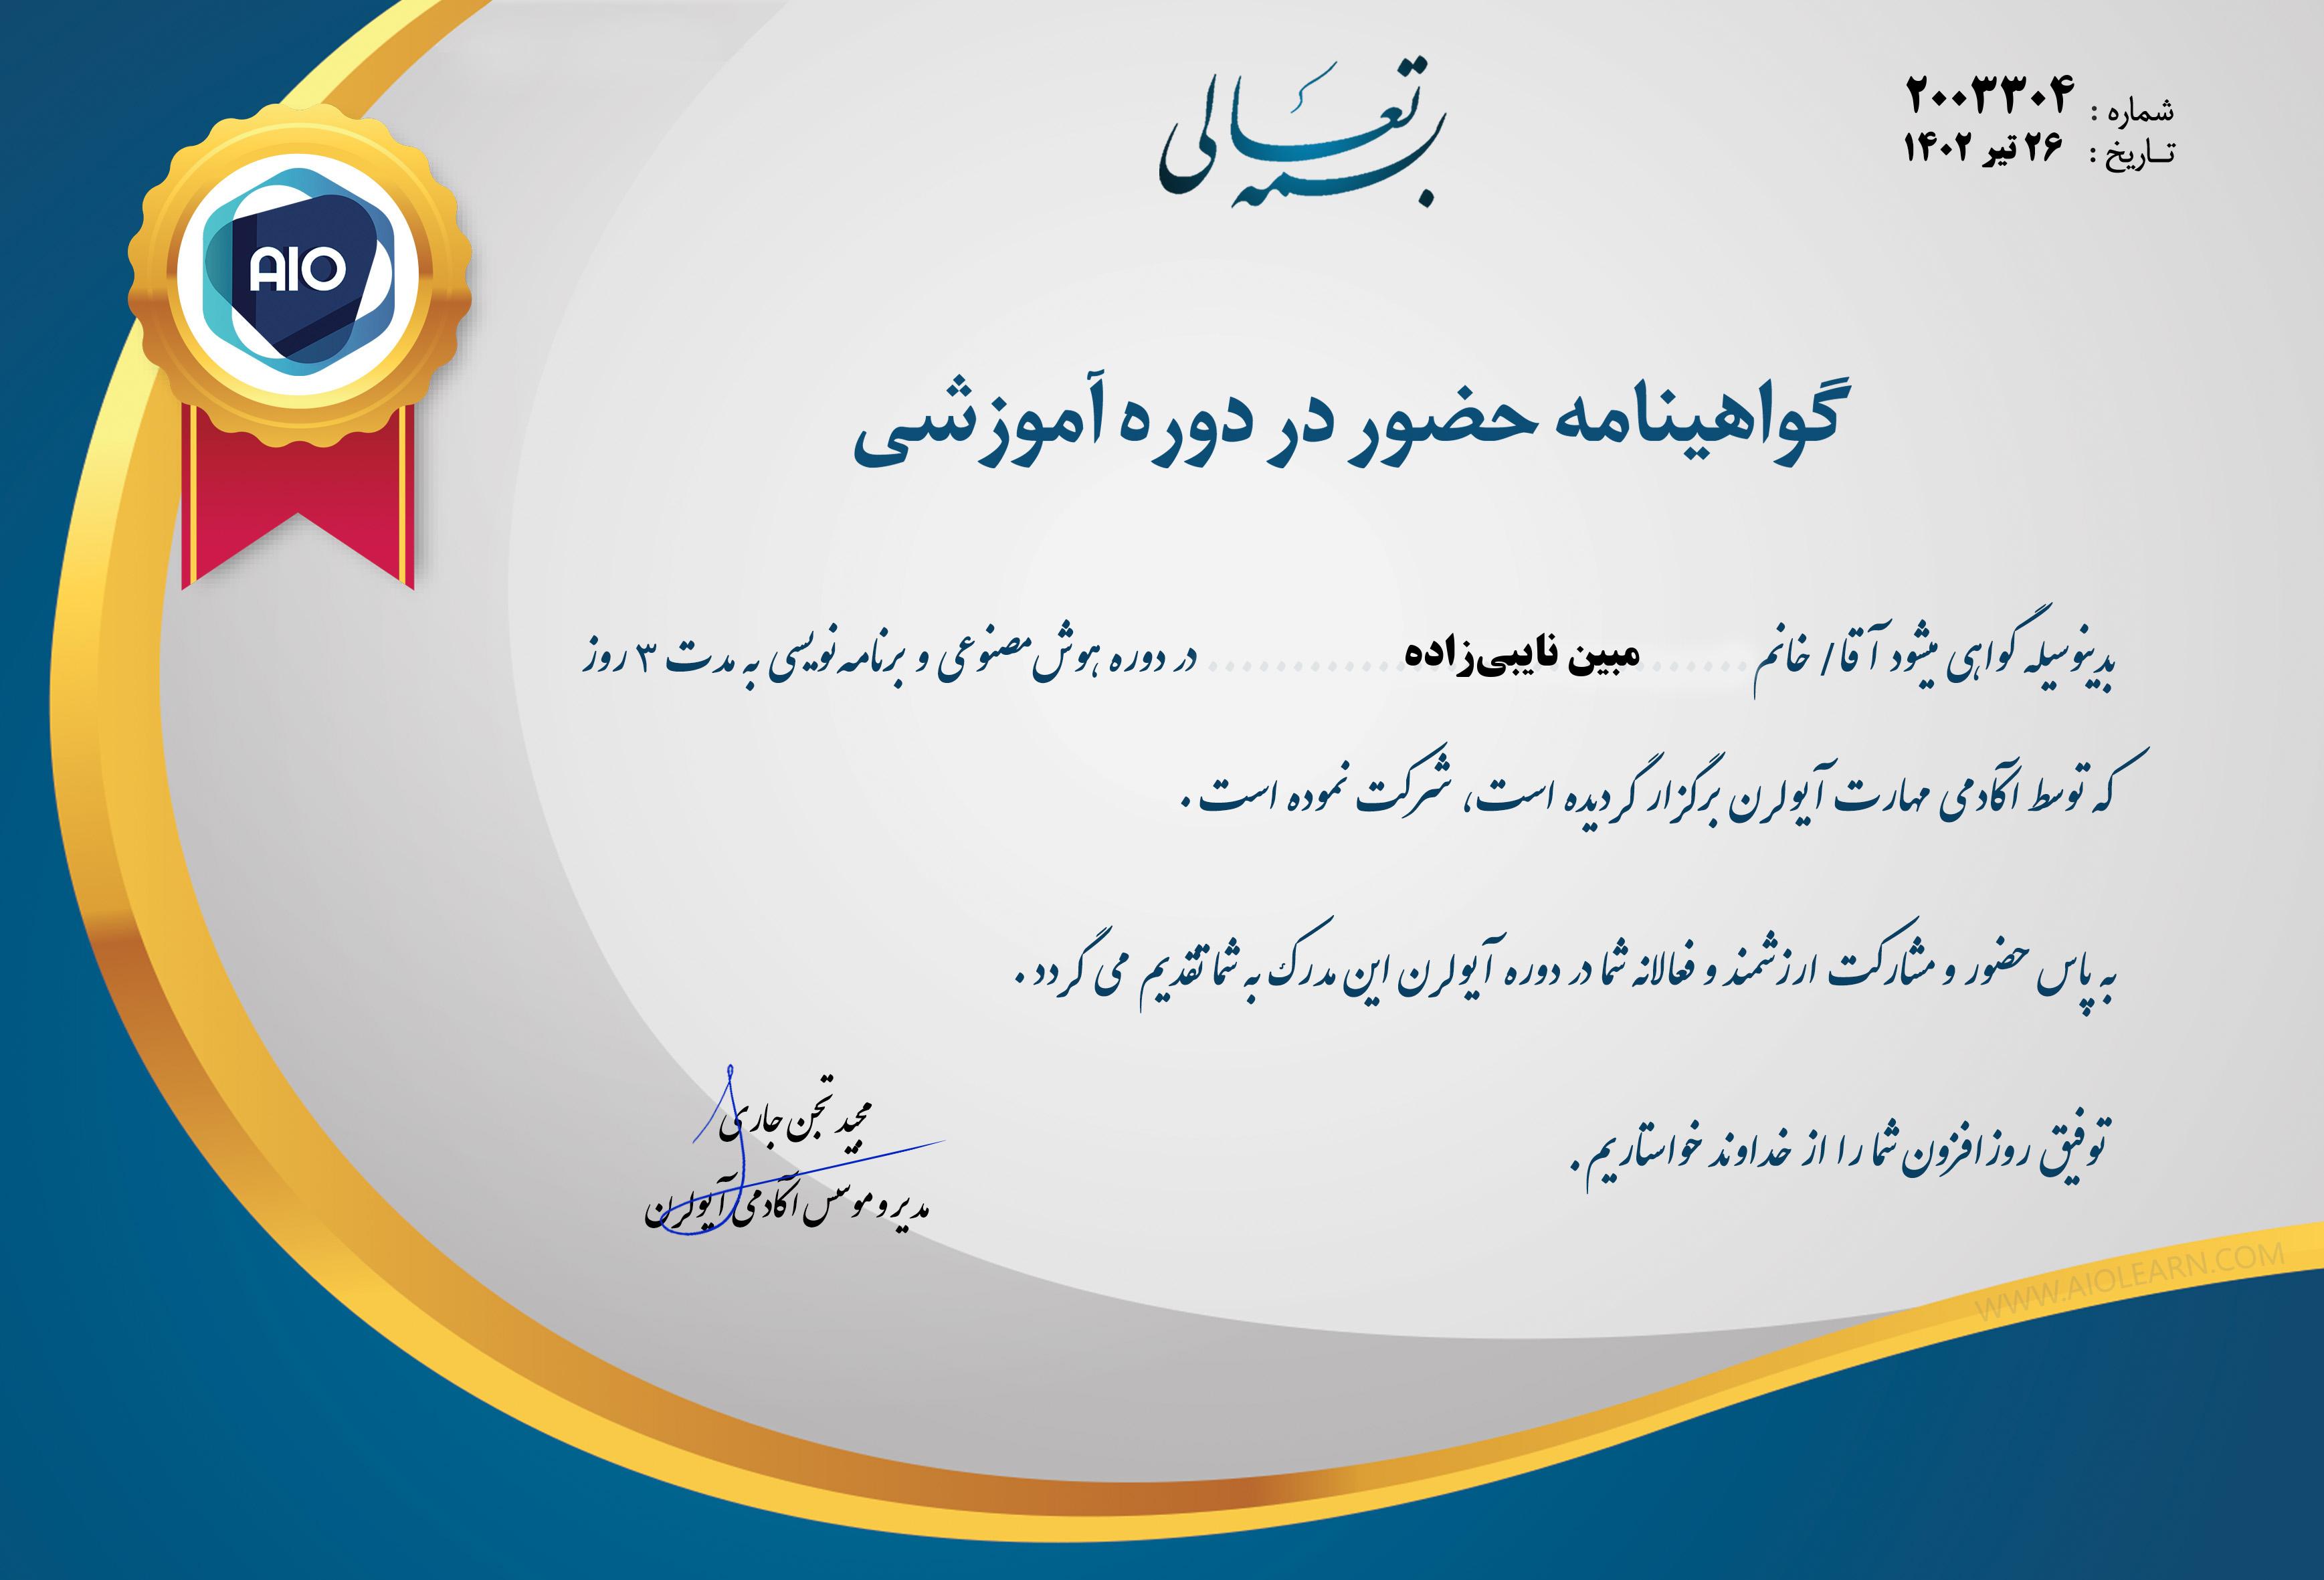 بسمه تعالی
شماره : ۲۰۰۳۳۰۴
تـاریخ : ۲۶ تیر ۱۴۰۲
AIO
گواهینامه حضور در دوره آموزشی
بدینوسیله گواهی میشود آقا/ خانم ...... مبین نایبی‌زاده ...... در دوره هوش مصنوعی و برنامه نویسی به مدت ۳ روز
که توسط آکادمی مهارت آیولرن برگزار گردیده است، شرکت نموده است.
به پاس حضور و مشارکت ارزشمند و فعالانه شما در دوره آیولرن این مدرک به شما تقدیم می گردد.
توفیق روز افزون شما را از خداوند خواستاریم.
مجید تجن جاری
مدیر و موسس آکادمی آیولرن
WWW.AIOLEARN.COM